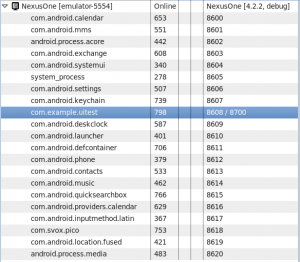 NexusOne [emulator-5554] Online NexusOne [4.2.2, debug]
com.android.calendar 653 8600
com.android.mms 551 8601
android.process.acore 442 8602
com.android.exchange 608 8603
com.android.systemui 340 8604
system_process 278 8605
com.android.settings 507 8606
com.android.keychain 739 8607
com.example.uitest 798 8608 / 8700
com.android.deskclock 587 8609
com.android.launcher 401 8610
com.android.defcontainer 706 8611
com.android.phone 379 8612
com.android.contacts 533 8613
com.android.music 462 8614
com.android.quicksearchbox 766 8615
com.android.providers.calendar 629 8616
com.android.inputmethod.latin 367 8617
com.svox.pico 753 8618
com.android.location.fused 421 8619
android.process.media 483 8620